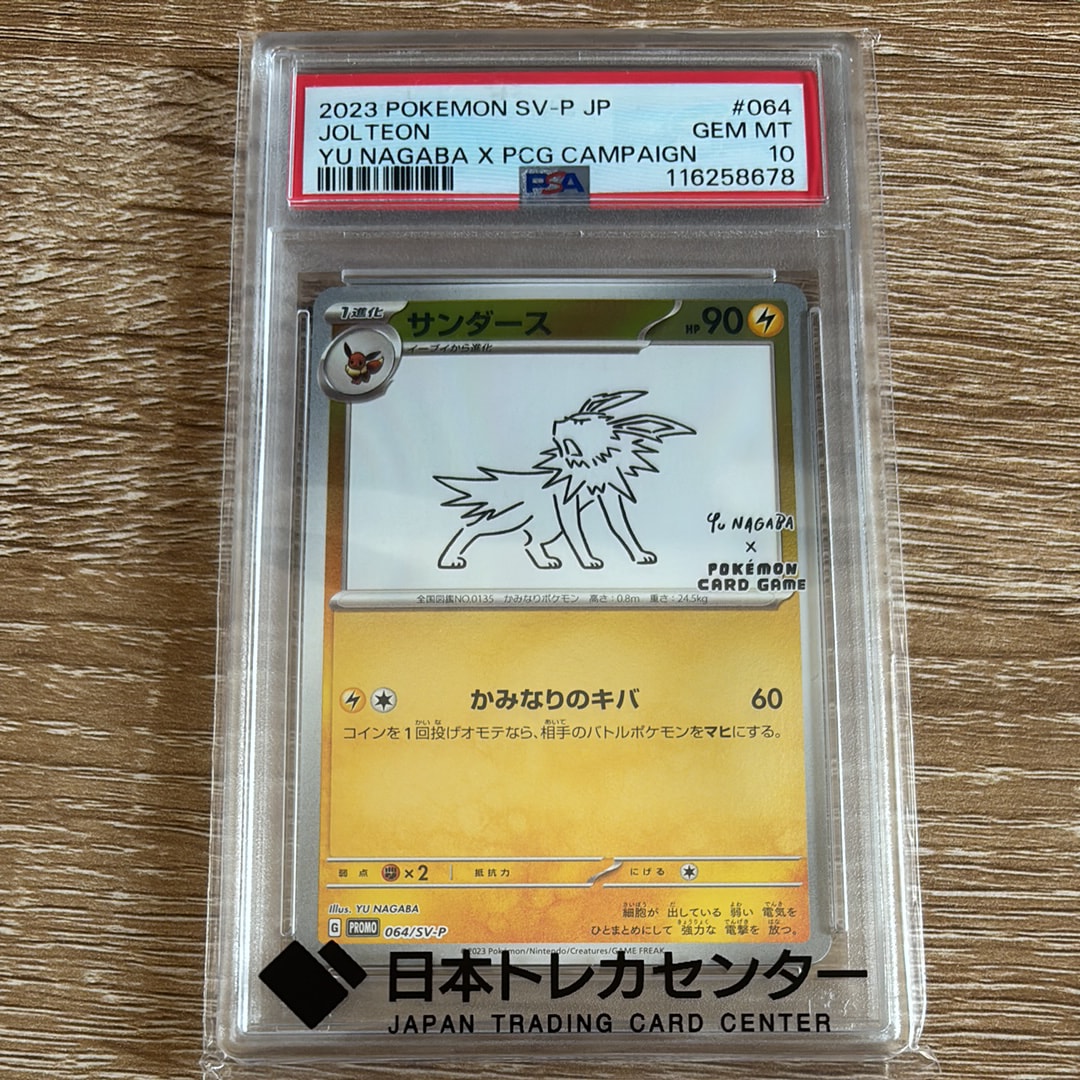 2023 POKEMON SV-P JP #064
JOLTEON GEM MT
YU NAGABA X PCG CAMPAIGN 10
PSA 116258678
1進化 サンダース HP 90
イーブイから進化
Yu NAGABA
×
POKÉMON
CARD GAME
全国図鑑NO.0135 かみなりポケモン 高さ:0.8m 重さ:24.5kg
かみなりのキバ 60
コインを1回投げオモテなら、相手のバトルポケモンをマヒにする。
弱点 ×2 抵抗力 にげる
Illus. YU NAGABA
細胞が 出している 弱い 電気を
ひとまとめにして 強力な 電撃を 放つ。
G PROMO 064/SV-P
©2023 Pokémon/Nintendo/Creatures/GAME FREAK
日本トレカセンター
JAPAN TRADING CARD CENTER